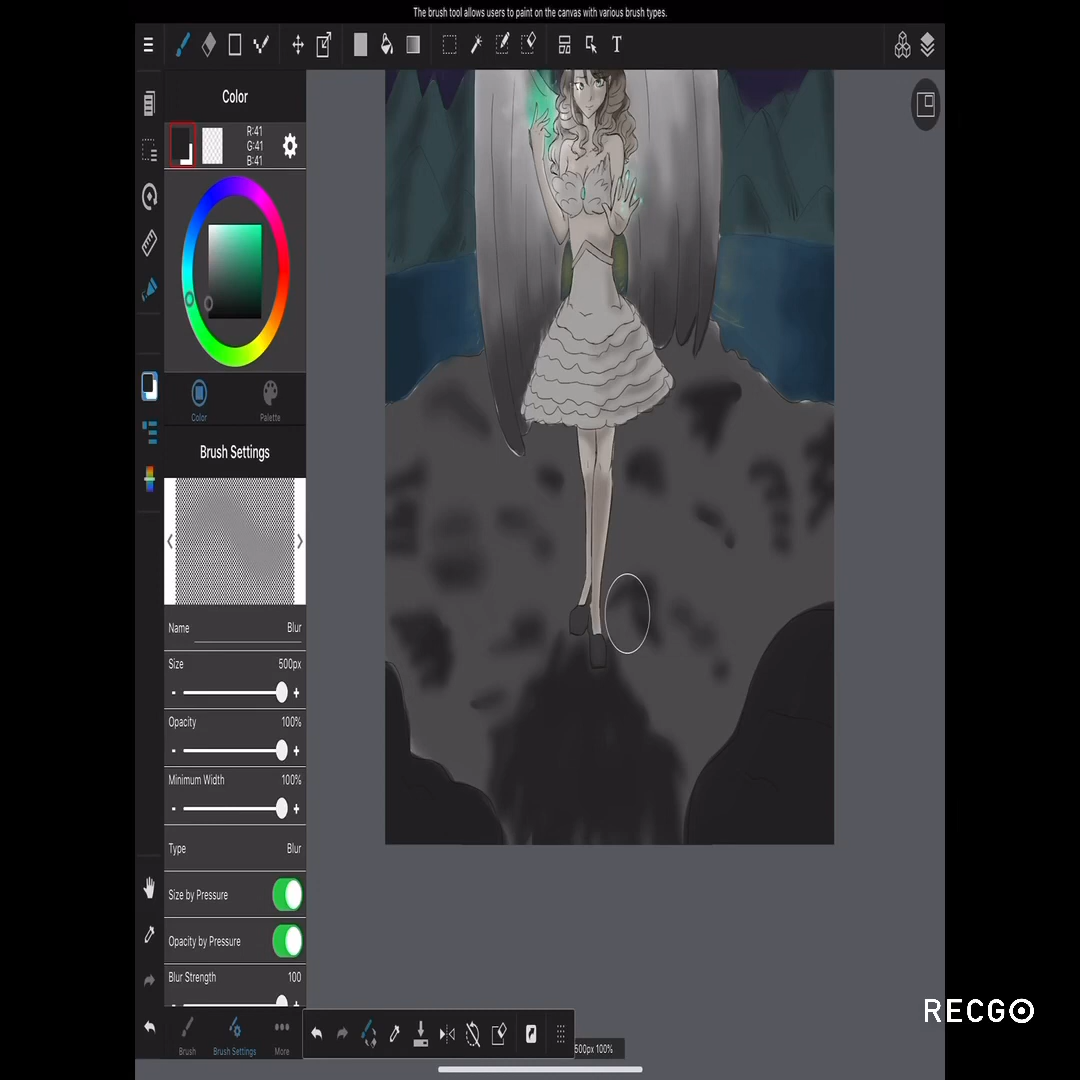 The brush tool allows users to paint on the canvas with various brush types.
T
Color
R:41
G:41
B:41
Color
Palette
Brush Settings
Name Blur
Size 500px
- +
Opacity 100%
- +
Minimum Width 100%
- +
Type Blur
Size by Pressure
Opacity by Pressure
Blur Strength 100
Brush
Brush Settings
More
500px 100%
RECGO